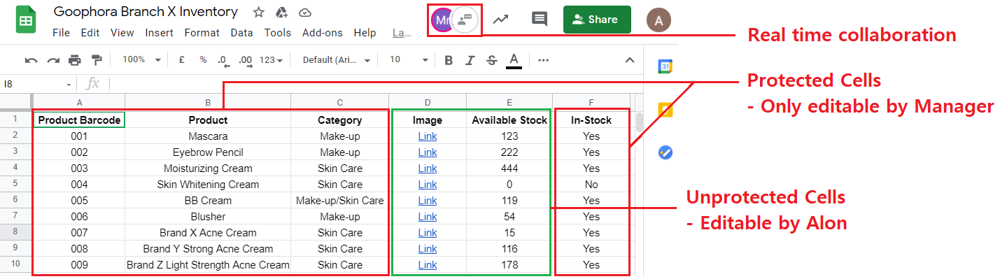 Goophora Branch X Inventory
File Edit View Insert Format Data Tools Add-ons Help La...
Mr
Share
A
Real time collaboration
100% £ % .0 .00 123 Default (Ari... 10 B I S A ...
31
I8 fx
Protected Cells
- Only editable by Manager
A B C D E F
1 Product Barcode Product Category Image Available Stock In-Stock
2 001 Mascara Make-up Link 123 Yes
3 002 Eyebrow Pencil Make-up Link 222 Yes
4 003 Moisturizing Cream Skin Care Link 444 Yes
5 004 Skin Whitening Cream Skin Care Link 0 No
6 005 BB Cream Make-up/Skin Care Link 119 Yes
7 006 Blusher Make-up Link 54 Yes
8 007 Brand X Acne Cream Skin Care Link 15 Yes
9 008 Brand Y Strong Acne Cream Skin Care Link 116 Yes
10 009 Brand Z Light Strength Acne Cream Skin Care Link 178 Yes
Unprotected Cells
- Editable by Alon